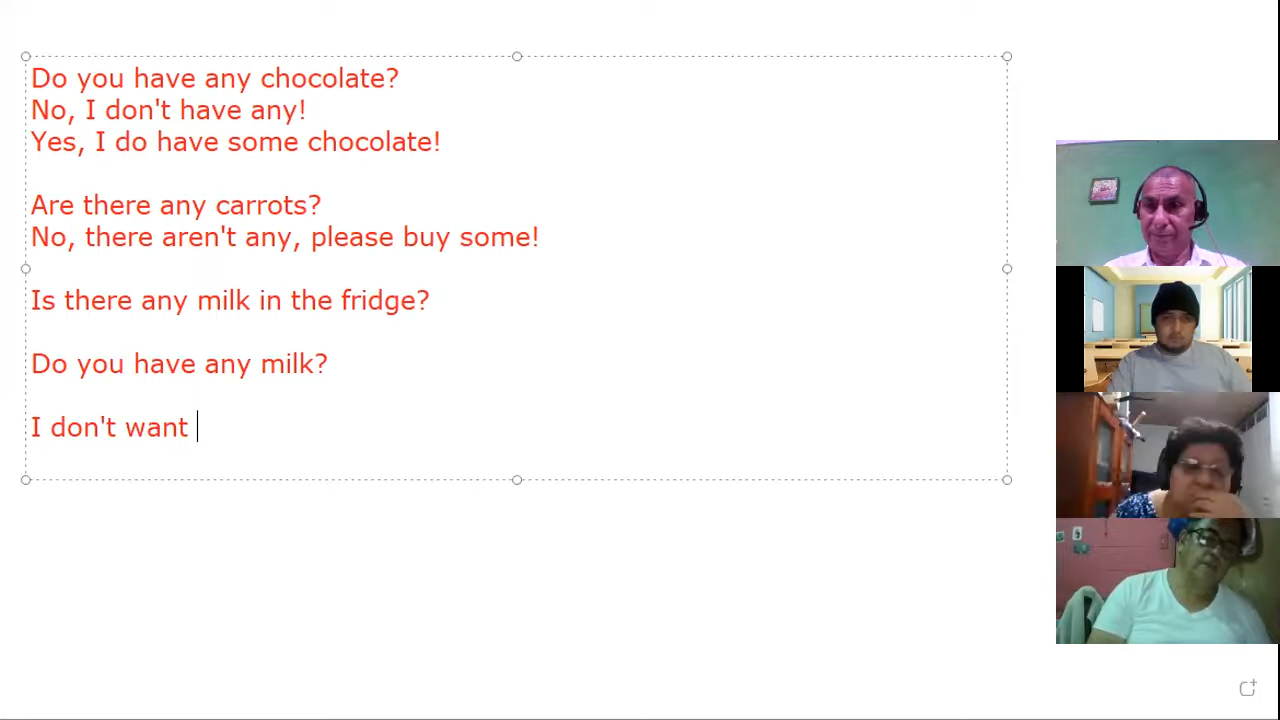 Do you have any chocolate?
No, I don't have any!
Yes, I do have some chocolate!
Are there any carrots?
No, there aren't any, please buy some!
Is there any milk in the fridge?
Do you have any milk?
I don't want